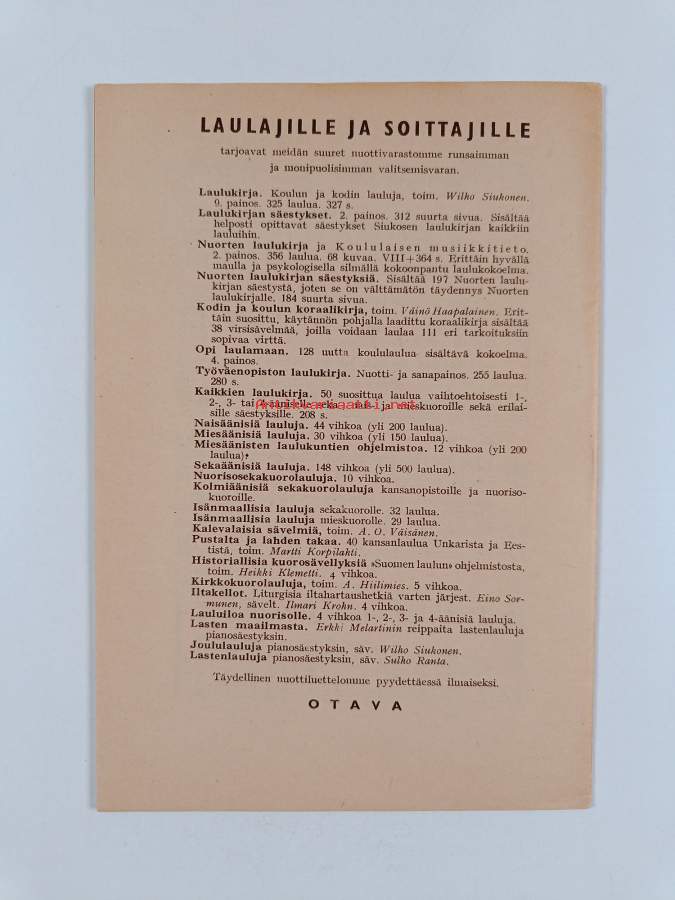 LAULAJILLE JA SOITTAJILLE
tarjoavat meidän suuret nuottivarastomme runsaimman
ja monipuolisimman valitsemisvaran.
Laulukirja. Koulun ja kodin lauluja, toim. Wilho Siukonen.
9. painos. 325 laulua. 327 s.
Laulukirjan säestykset. 2. painos. 312 suurta sivua. Sisältää
helposti opittavat säestykset Siukosen laulukirjan kaikkiin
lauluihin.
Nuorten laulukirja ja Koululaisen musiikkitieto.
2. painos. 356 laulua. 68 kuvaa. VIII+364 s. Erittäin hyvällä
maulla ja psykologisella silmällä kokoonpantu laulukokoelma.
Nuorten laulukirjan säestyksiä. Sisältää 197 Nuorten laulu-
kirjan säestystä, joten se on välttämätön täydennys Nuorten
laulukirjalle. 184 suurta sivua.
Kodin ja koulun koraalikirja, toim. Väinö Haapalainen. Erit-
täin suosittu, käytännön pohjalla laadittu koraalikirja sisältää
38 virsisävelmää, joilla voidaan laulaa 111 eri tarkoituksiin
sopivaa virttä.
Opi laulamaan. 128 uutta koululaulua sisältävä kokoelma.
4. painos.
Työväenopiston laulukirja. Nuotti- ja sanapainos. 255 laulua.
280 s.
Kaikkien laulukirja. 50 suosittua laulua vaihtoehtoisesti 1-,
2-, 3- tai 4-äänisille seka-, nais- ja mieskuoroille sekä erilai-
sille säestyksille. 208 s.
Antikvariaatti.net
Naisäänisiä lauluja. 44 vihkoa (yli 200 laulua).
Miesäänisiä lauluja. 30 vihkoa (yli 150 laulua).
Miesäänisten laulukuntien ohjelmistoa. 12 vihkoa (yli 200
laulua).
Sekaäänisiä lauluja. 148 vihkoa (yli 500 laulua).
Nuorisosekakuorolauluja. 10 vihkoa.
Kolmiäänisiä sekakuorolauluja kansanopistoille ja nuoriso-
kuoroille.
Isänmaallisia lauluja sekakuorolle. 32 laulua.
Isänmaallisia lauluja mieskuorolle. 29 laulua.
Kalevalaisia sävelmiä, toim. A. O. Väisänen.
Pustalta ja lahden takaa. 40 kansanlaulua Unkarista ja Ees-
tistä, toim. Martti Korpilahti.
Historiallisia kuorosävellyksiä »Suomen laulun» ohjelmistosta,
toim. Heikki Klemetti. 4 vihkoa.
Kirkkokuorolauluja, toim. A. Hiilimies. 5 vihkoa.
Iltakellot. Liturgisia iltahartaushetkiä varten järjest. Eino Sor-
munen, sävelt. Ilmari Krohn. 4 vihkoa.
Lauluiloa nuorisolle. 4 vihkoa 1-, 2-, 3- ja 4-äänisiä lauluja.
Lasten maailmasta. Erkki Melartinin reippaita lastenlauluja
pianosäestyksin.
Joululauluja pianosäestyksin, säv. Wilho Siukonen.
Lastenlauluja pianosäestyksin, säv. Sulho Ranta.
Täydellinen nuottiluettelomme pyydettäessä ilmaiseksi.
OTAVA